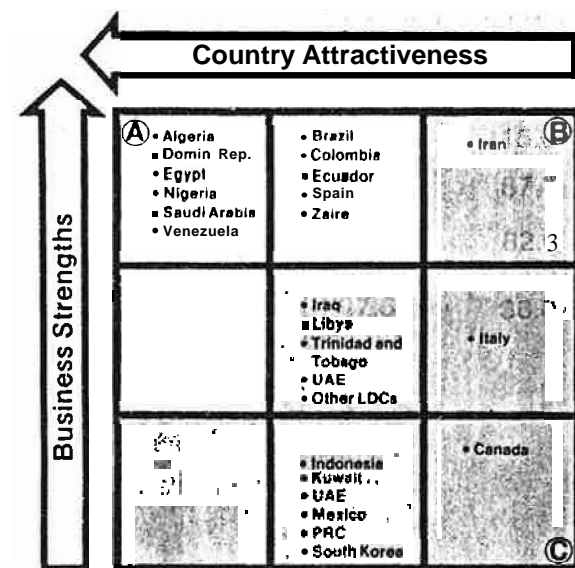 Country Attractiveness
Business Strengths
A
• Algeria
■ Domin Rep.
• Egypt
• Nigeria
■ Saudi Arabia
• Venezuela
• Brazil
• Colombia
■ Ecuador
• Spain
• Zaire
B
• Iran
3
• Iraq
■ Libya
• Trinidad and
Tobago
• UAE
• Other LDCs
• Italy
• Indonesia
• Kuwait
• UAE
• Mexico
• PRC
• South Korea
• Canada
C